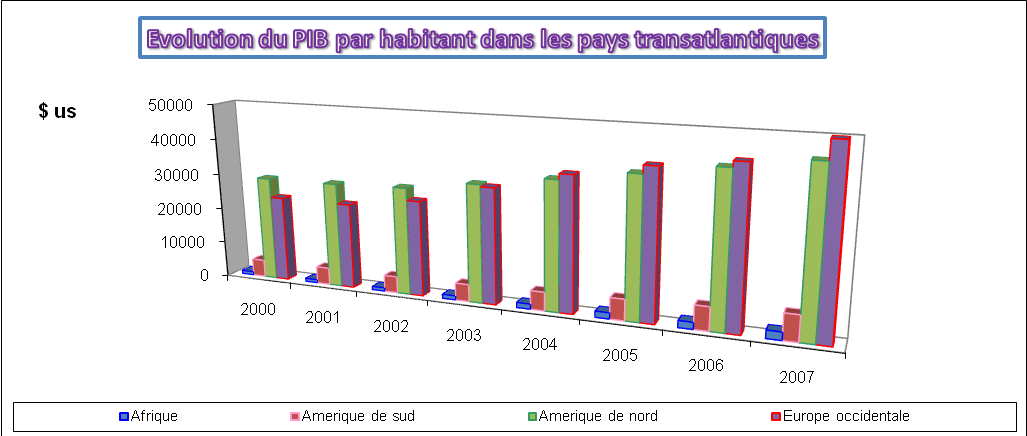 Evolution du PIB par habitant dans les pays transatlantiques
$ us
50000
40000
30000
20000
10000
0
2000
2001
2002
2003
2004
2005
2006
2007
Afrique
Amerique de sud
Amerique de nord
Europe occidentale